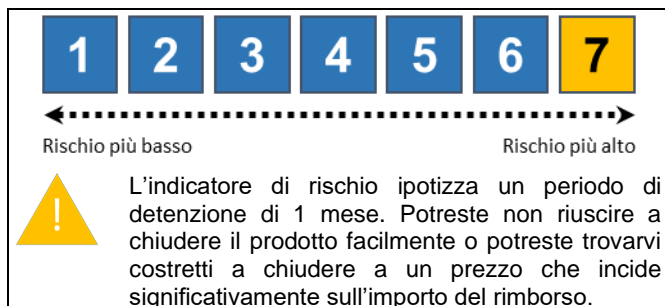 1 2 3 4 5 6 7
Rischio più basso Rischio più alto
!
L'indicatore di rischio ipotizza un periodo di
detenzione di 1 mese. Potreste non riuscire a
chiudere il prodotto facilmente o potreste trovarvi
costretti a chiudere a un prezzo che incide
significativamente sull'importo del rimborso.